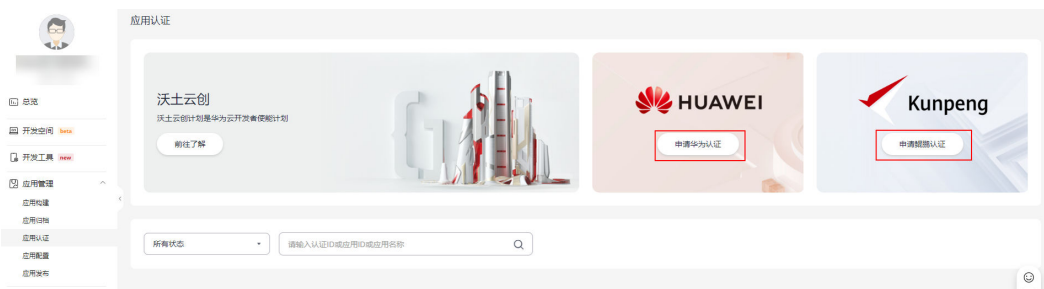 应用认证
总览
开发空间 beta
开发工具 new
应用管理
应用构建
应用归档
应用认证
应用配置
应用发布
沃土云创
沃土云创计划是华为云开发者使能计划
前往了解
HUAWEI
申请华为认证
Kunpeng
申请鲲鹏认证
所有状态
请输入认证ID或应用ID或应用名称